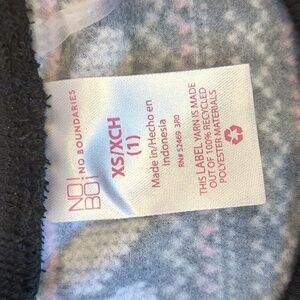 NO!
BO!
NO BOUNDARIES
XS/XCH
(1)
Made in/Hecho en
Indonesia
RN# 52469 3R0
THIS LABEL YARN IS MADE
OUT OF 100% RECYCLED
POLYESTER MATERIALS